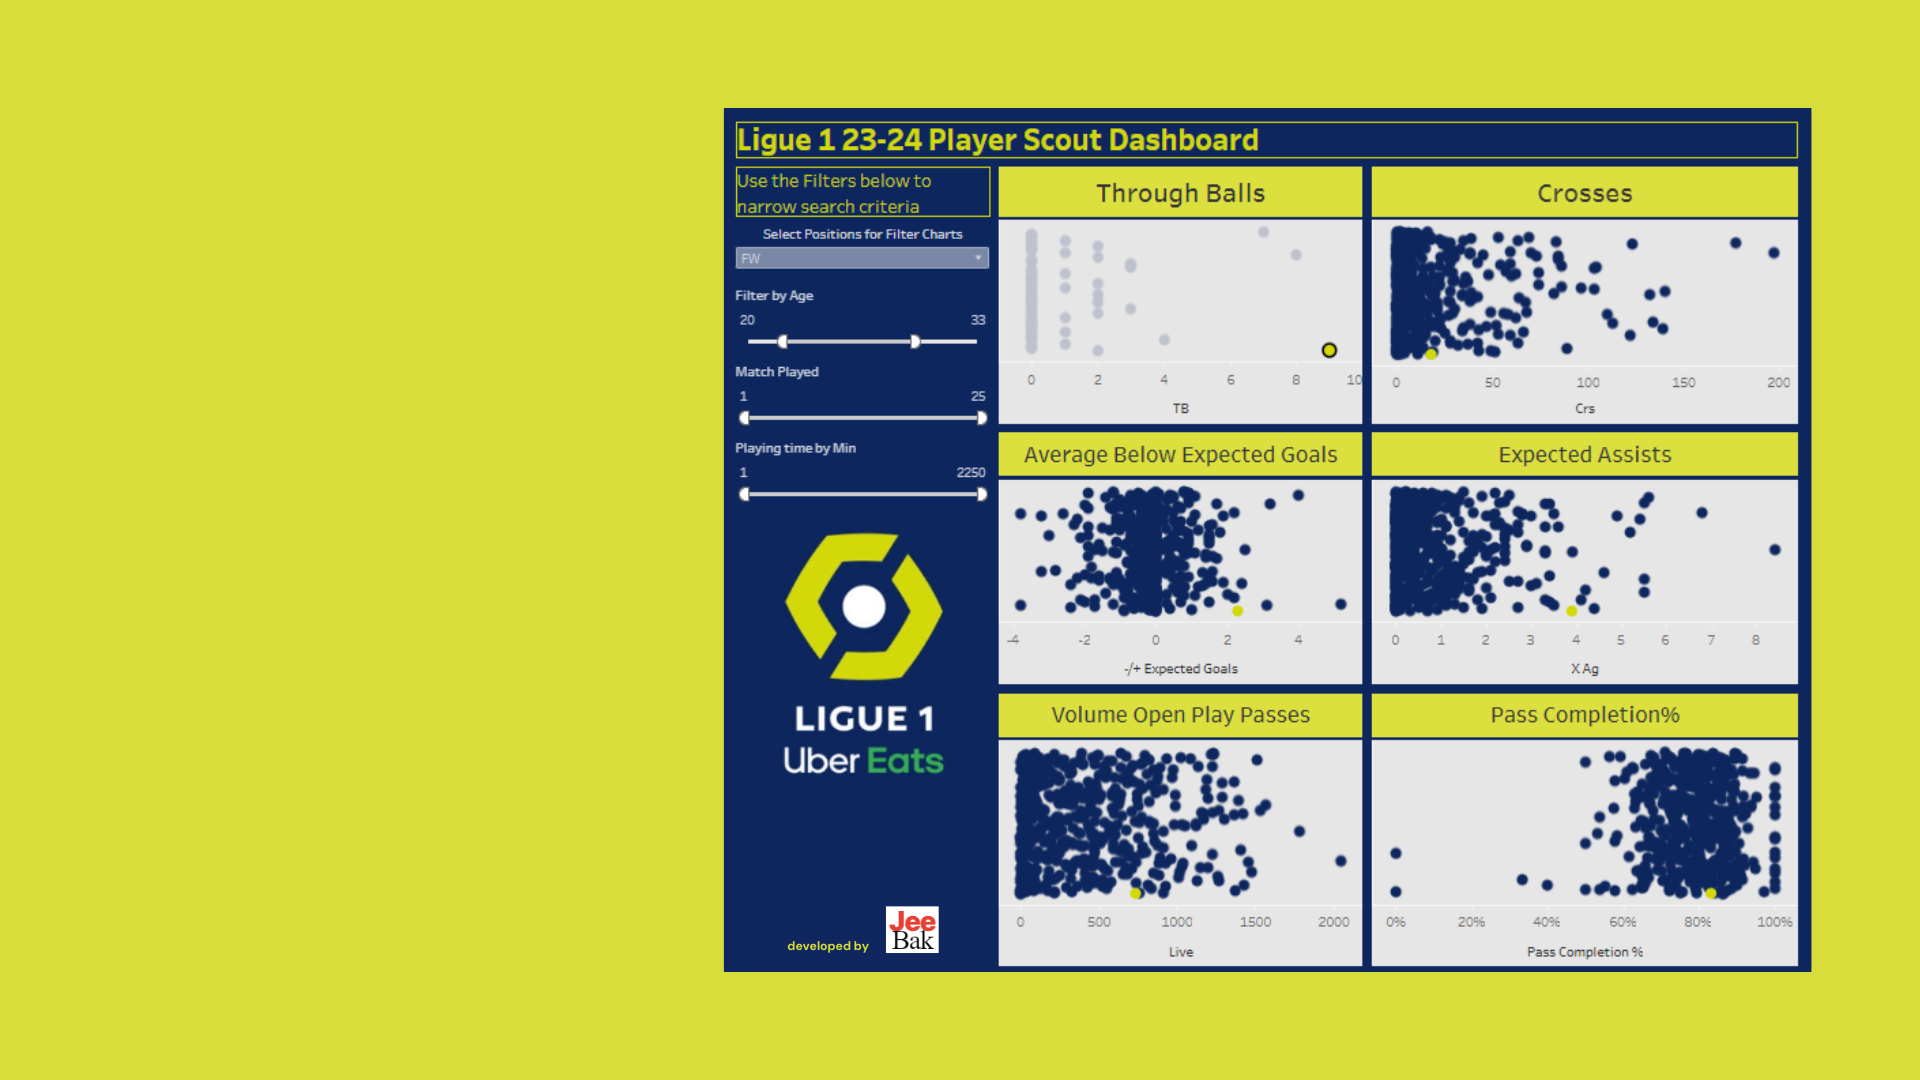 Ligue 1 23-24 Player Scout Dashboard
Use the Filters below to
narrow search criteria
Select Positions for Filter Charts
FW
Filter by Age
20 33
Match Played
1 25
Playing time by Min
1 2250
LIGUE 1
Uber Eats
developed by
Jee
Bak
Through Balls
0 2 4 6 8 10
TB
Crosses
0 50 100 150 200
Crs
Average Below Expected Goals
-4 -2 0 2 4
-/+ Expected Goals
Expected Assists
0 1 2 3 4 5 6 7 8
X Ag
Volume Open Play Passes
0 500 1000 1500 2000
Live
Pass Completion%
0% 20% 40% 60% 80% 100%
Pass Completion %